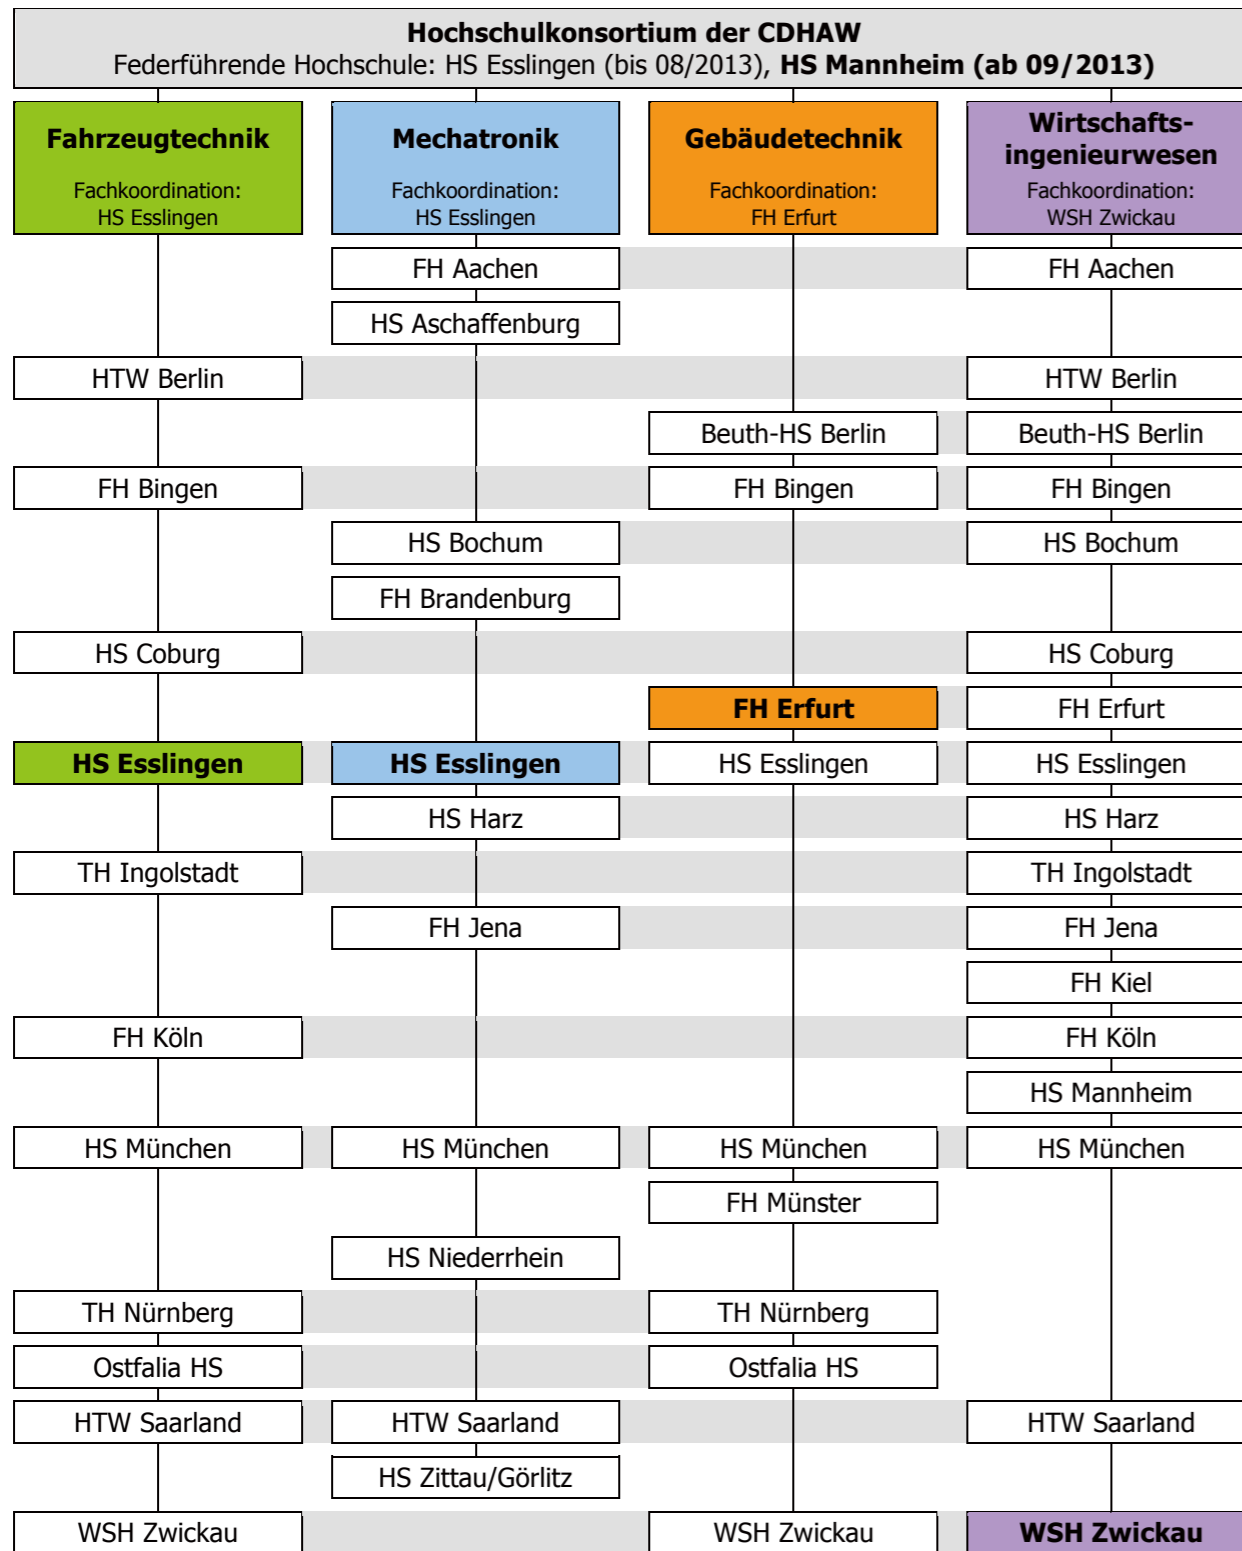 Hochschulkonsortium der CDHAW
Federführende Hochschule: HS Esslingen (bis 08/2013), HS Mannheim (ab 09/2013)
Fahrzeugtechnik
Fachkoordination:
HS Esslingen
Mechatronik
Fachkoordination:
HS Esslingen
Gebäudetechnik
Fachkoordination:
FH Erfurt
Wirtschafts-
ingenieurwesen
Fachkoordination:
WSH Zwickau
FH Aachen
FH Aachen
HS Aschaffenburg
HTW Berlin
HTW Berlin
Beuth-HS Berlin
Beuth-HS Berlin
FH Bingen
FH Bingen
FH Bingen
HS Bochum
HS Bochum
FH Brandenburg
HS Coburg
HS Coburg
FH Erfurt
FH Erfurt
HS Esslingen
HS Esslingen
HS Esslingen
HS Esslingen
HS Harz
HS Harz
TH Ingolstadt
TH Ingolstadt
FH Jena
FH Jena
FH Kiel
FH Köln
FH Köln
HS Mannheim
HS München
HS München
HS München
HS München
FH Münster
HS Niederrhein
TH Nürnberg
TH Nürnberg
Ostfalia HS
Ostfalia HS
HTW Saarland
HTW Saarland
HTW Saarland
HS Zittau/Görlitz
WSH Zwickau
WSH Zwickau
WSH Zwickau